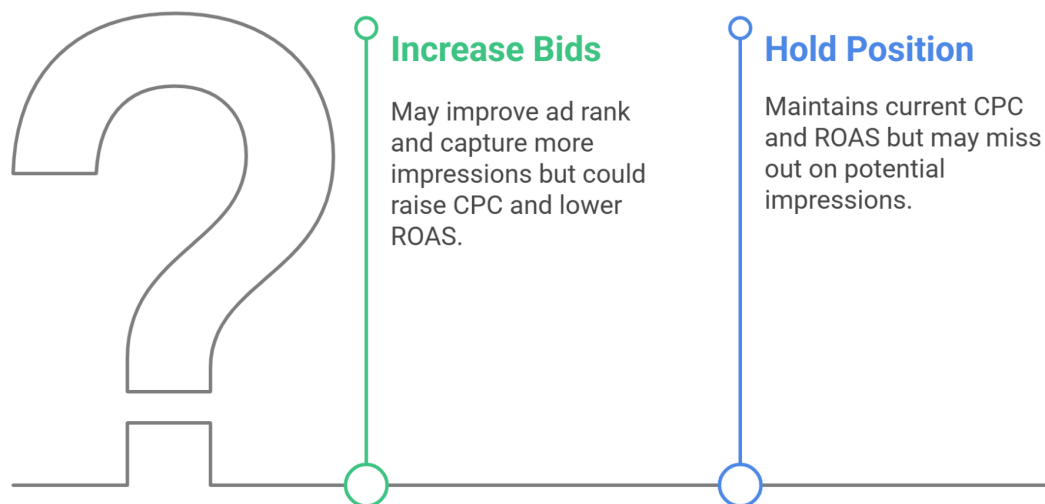 Increase Bids
May improve ad rank
and capture more
impressions but could
raise CPC and lower
ROAS.
Hold Position
Maintains current CPC
and ROAS but may miss
out on potential
impressions.